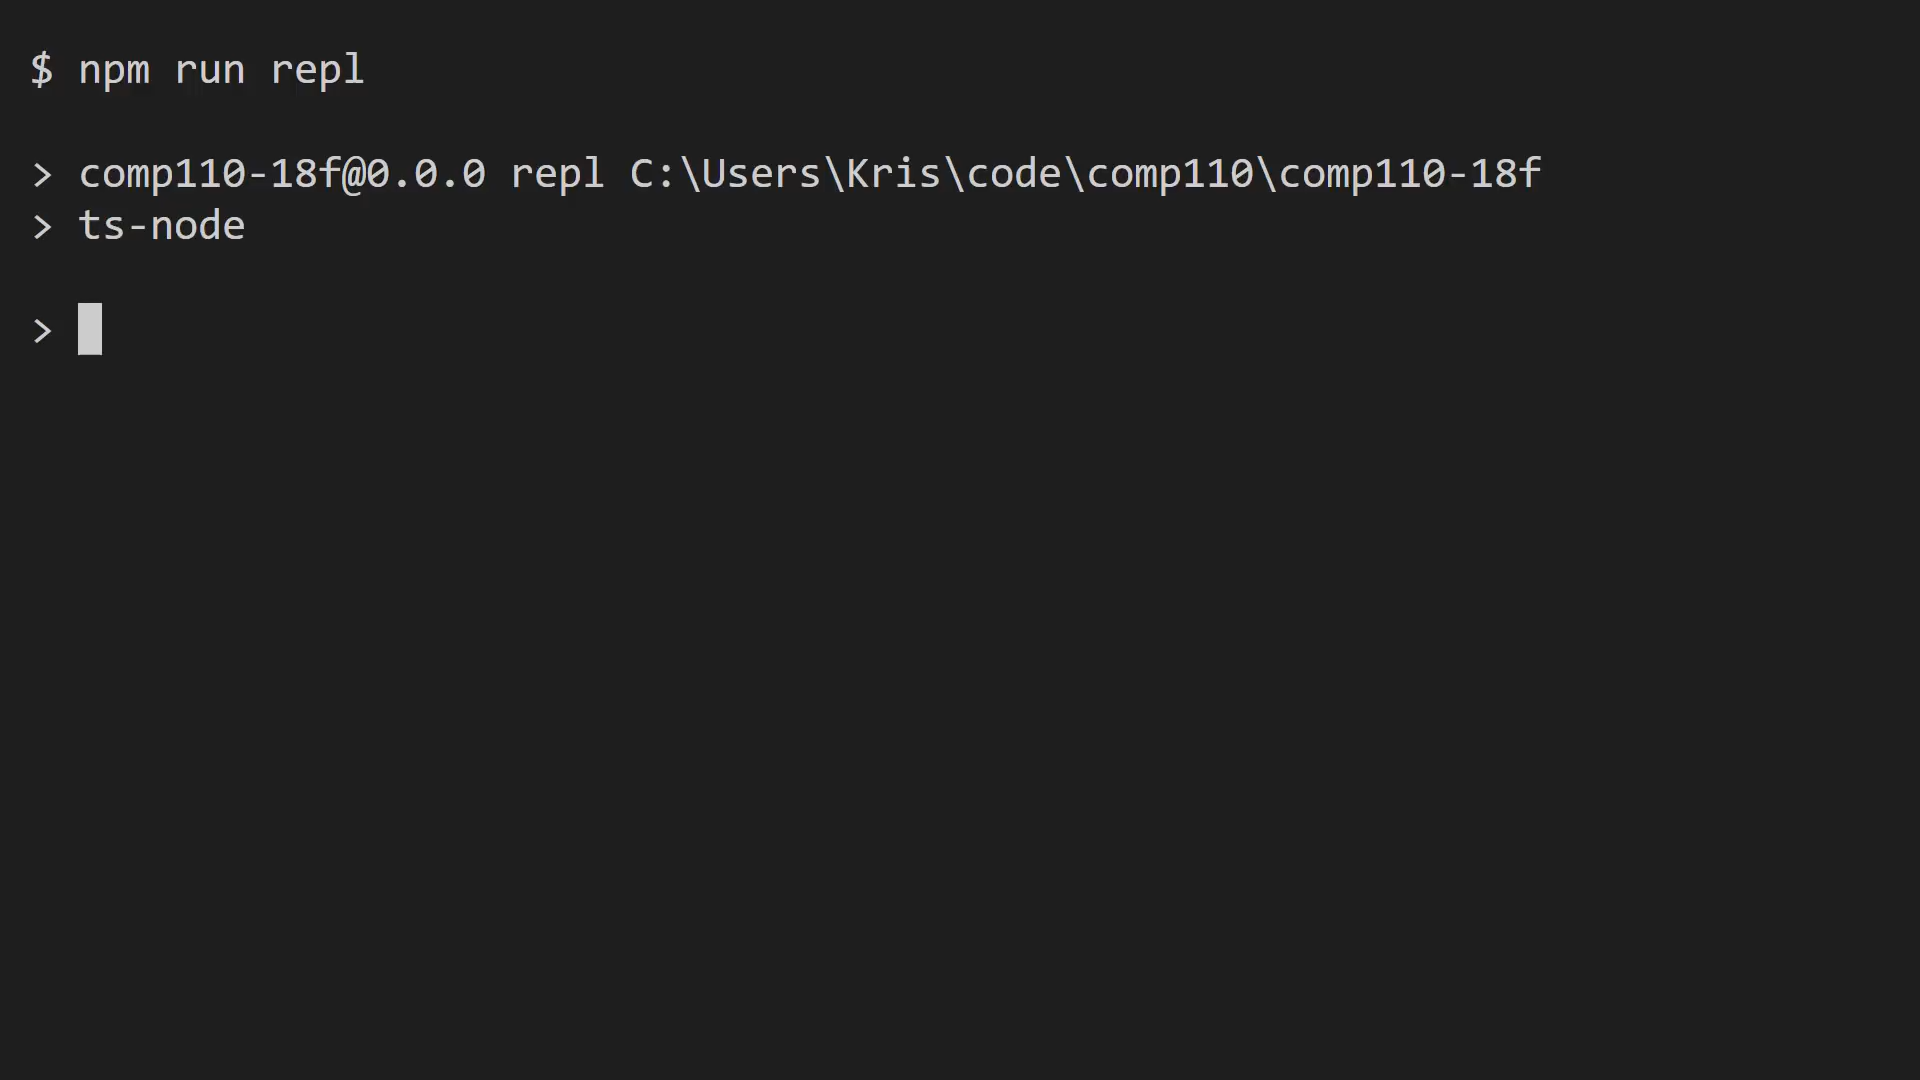 $ npm run repl
> comp110-18f@0.0.0 repl C:\Users\Kris\code\comp110\comp110-18f
> ts-node
>